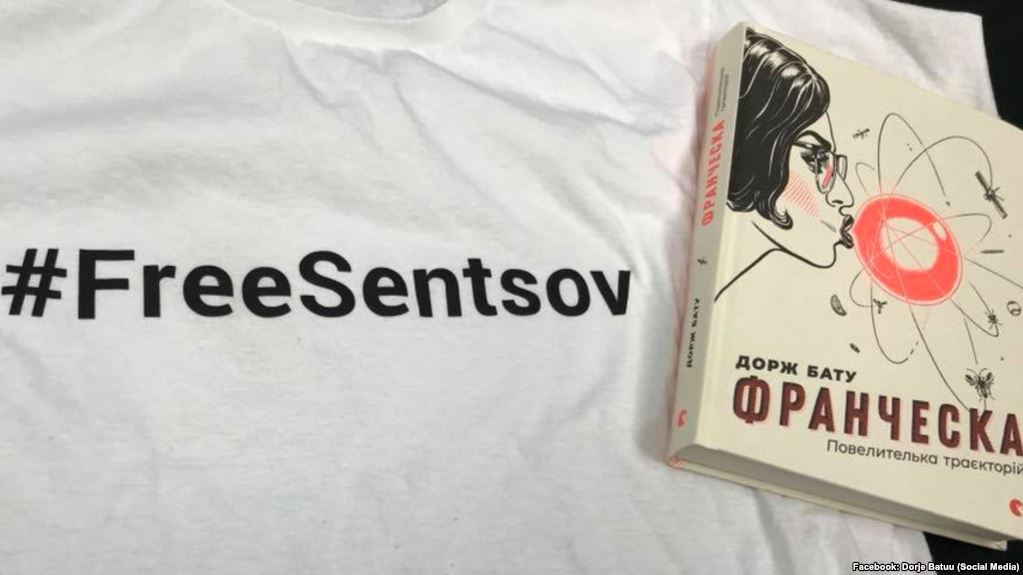 #FreeSentsov
ФРАНЧЕСКА
ДОРЖ БАТУ
ДОРЖ БАТУ
ФРАНЧЕСКА
Повелителька траєкторій
Facebook: Dorje Batuu (Social Media)